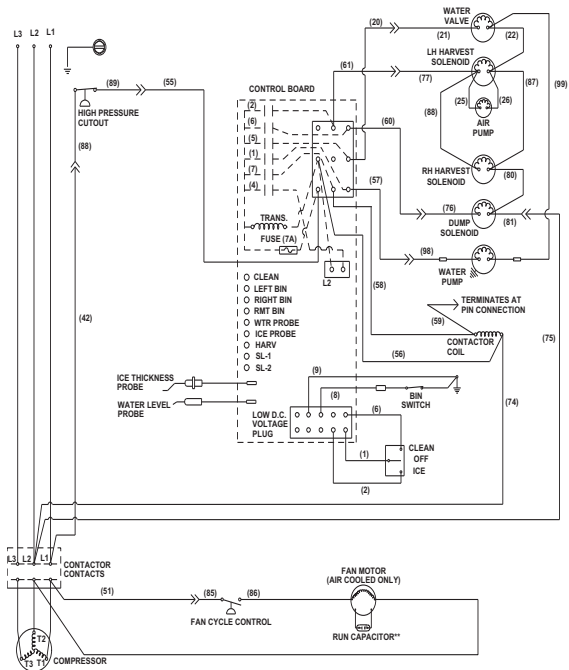 L3 L2 L1
(89) (55)
HIGH PRESSURE
CUTOUT
(88)
(42)
CONTROL BOARD
(2)
(6)
(5)
(1)
(7)
(4)
TRANS.
FUSE (7A)
L2
CLEAN
LEFT BIN
RIGHT BIN
RMT BIN
WTR PROBE
ICE PROBE
HARV
SL-1
SL-2
ICE THICKNESS
PROBE
WATER LEVEL
PROBE
LOW D.C.
VOLTAGE
PLUG
(9)
(8)
BIN
SWITCH
(6)
CLEAN
OFF
ICE
(1)
(2)
WATER
VALVE
(20)
(21) (22)
LH HARVEST
SOLENOID
(61)
(77)
(87)
(99)
(88)
(25) (26)
AIR
PUMP
(60)
RH HARVEST
SOLENOID
(80)
(57)
(76)
DUMP
SOLENOID
(81)
(98)
WATER
PUMP
(58)
TERMINATES AT
PIN CONNECTION
(59)
CONTACTOR
COIL
(56)
(75)
(74)
L3 L2 L1
CONTACTOR
CONTACTS
(51)
(85) (86)
FAN CYCLE CONTROL
FAN MOTOR
(AIR COOLED ONLY)
RUN CAPACITOR**
T2
T3 T1
COMPRESSOR